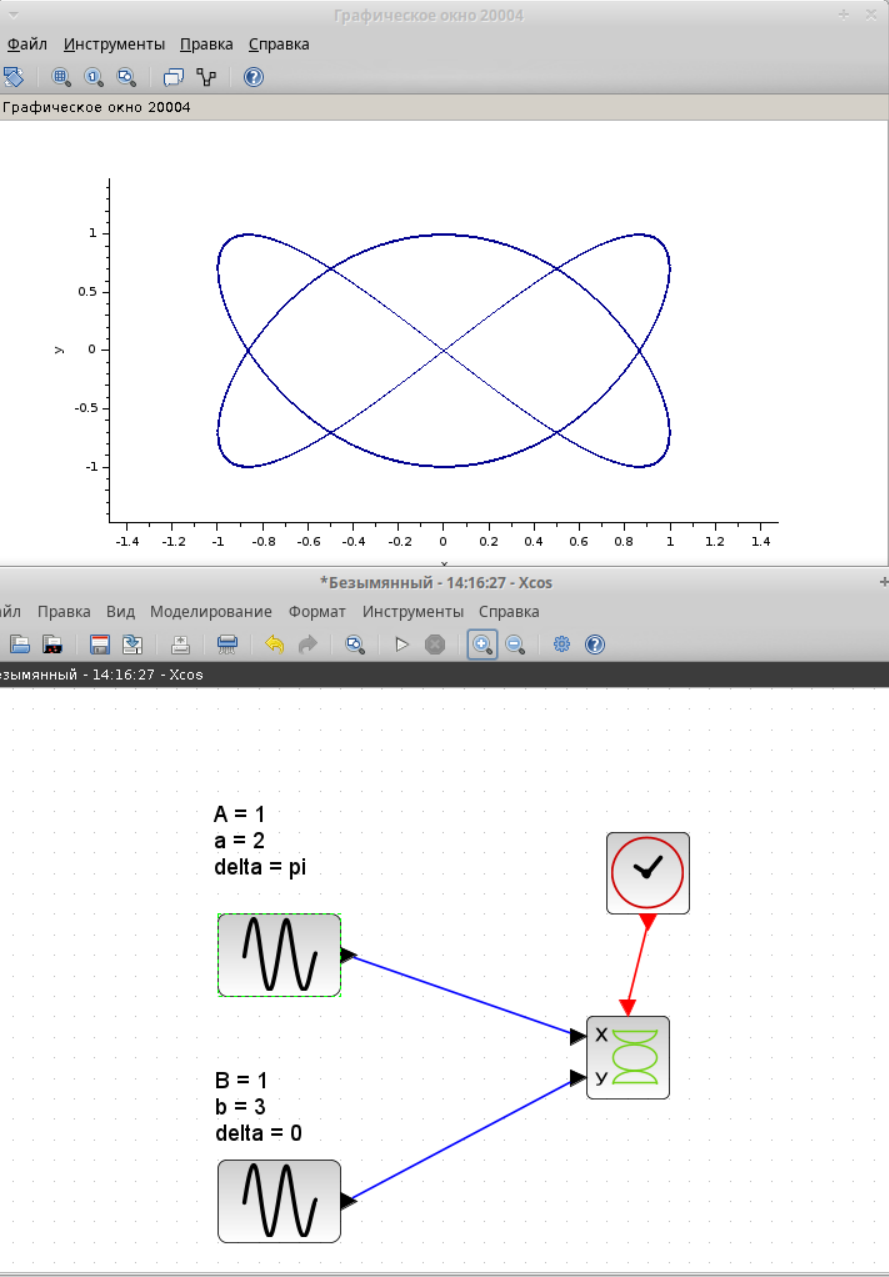 Графическое окно 20004
Файл Инструменты Правка Справка
Графическое окно 20004
1
0.5
0
-0.5
-1
y
-1.4 -1.2 -1 -0.8 -0.6 -0.4 -0.2 0 0.2 0.4 0.6 0.8 1 1.2 1.4
x
*Безымянный - 14:16:27 - Xcos
йл Правка Вид Моделирование Формат Инструменты Справка
езымянный - 14:16:27 - Xcos
A = 1
a = 2
delta = pi
X
y
B = 1
b = 3
delta = 0